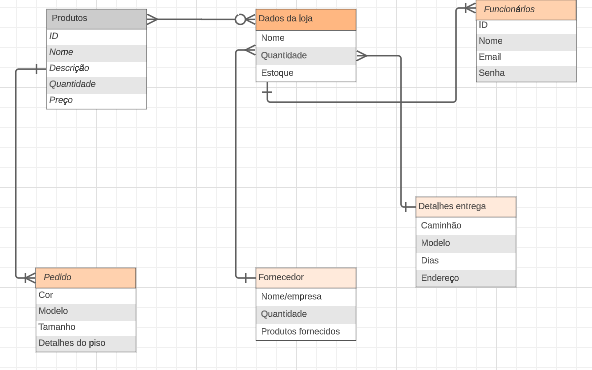 Produtos
ID
Nome
Descrição
Quantidade
Preço
Dados da loja
Nome
Quantidade
Estoque
Funcionários
ID
Nome
Email
Senha
Detalhes entrega
Caminhão
Modelo
Dias
Endereço
Pedido
Cor
Modelo
Tamanho
Detalhes do piso
Fornecedor
Nome/empresa
Quantidade
Produtos fornecidos